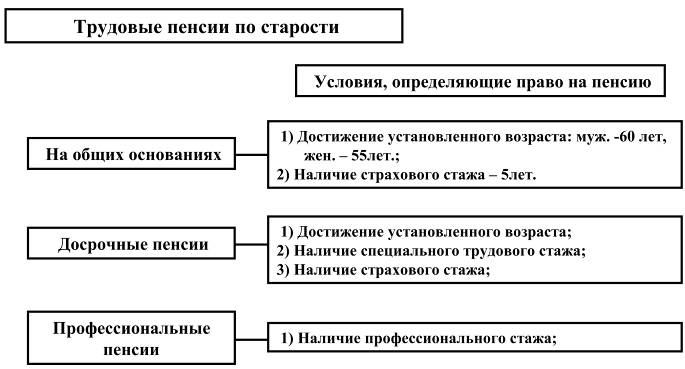 Трудовые пенсии по старости
Условия, определяющие право на пенсию
На общих основаниях
1) Достижение установленного возраста: муж. -60 лет,
жен. – 55лет.;
2) Наличие страхового стажа – 5лет.
Досрочные пенсии
1) Достижение установленного возраста;
2) Наличие специального трудового стажа;
3) Наличие страхового стажа;
Профессиональные
пенсии
1) Наличие профессионального стажа;